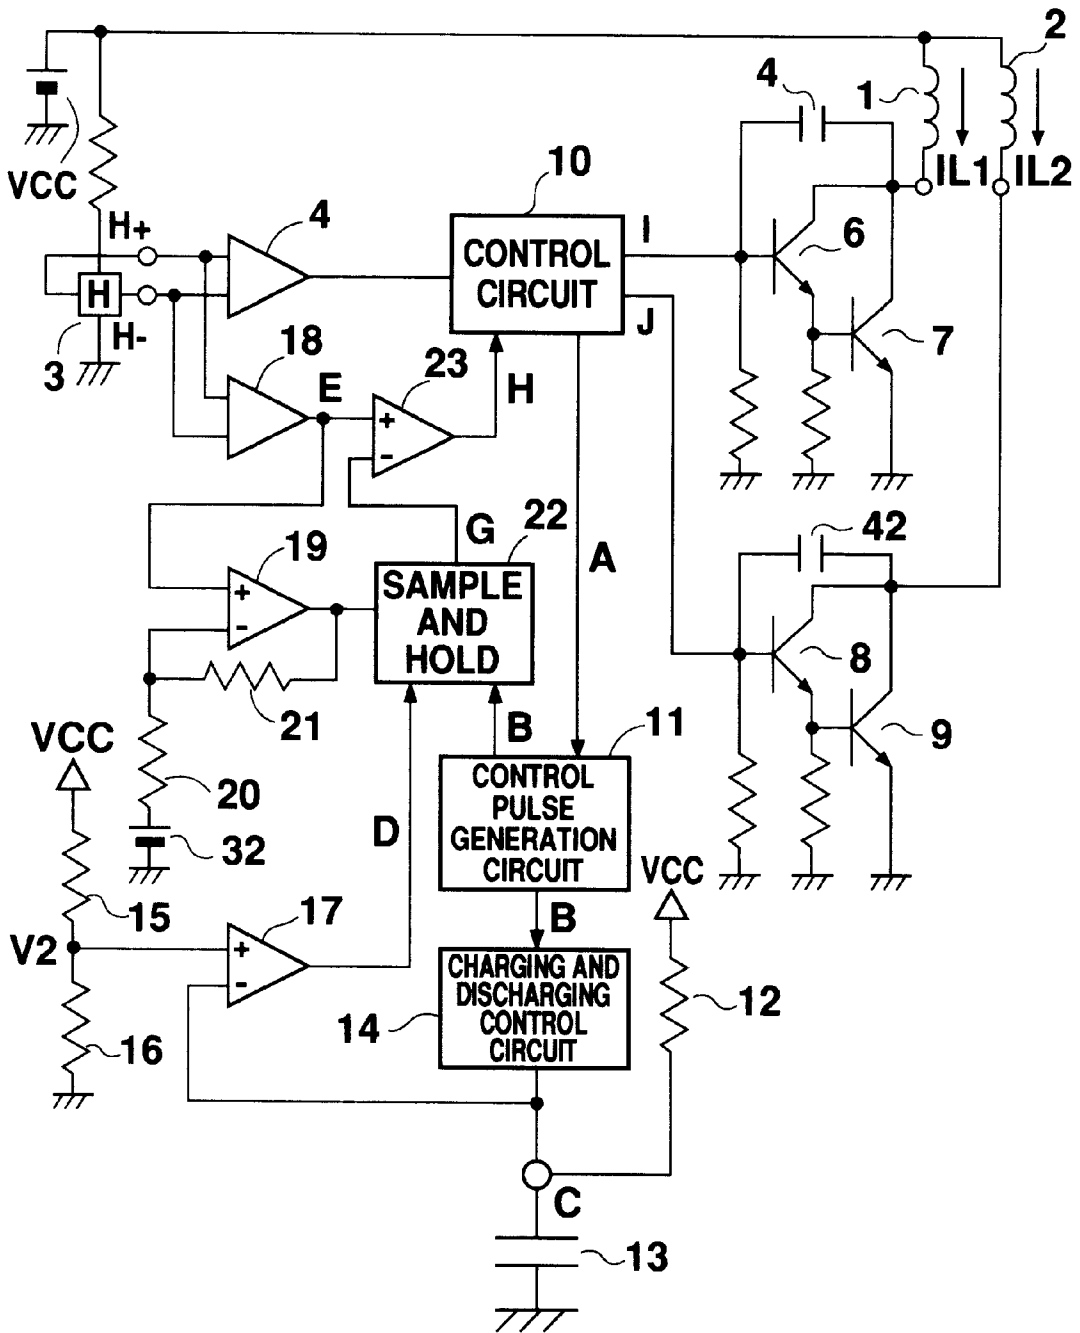 2
4
1
VCC
10
IL1
IL2
H+
4
I
6
CONTROL
CIRCUIT
H
H-
J
3
18
23
7
E
H
+
-
22
42
G
19
A
SAMPLE
AND
HOLD
+
-
8
21
B
11
VCC
9
20
CONTROL
PULSE
GENERATION
CIRCUIT
D
32
VCC
15
17
B
V2
+
-
CHARGING AND
DISCHARGING
CONTROL
CIRCUIT
12
14
16
C
13